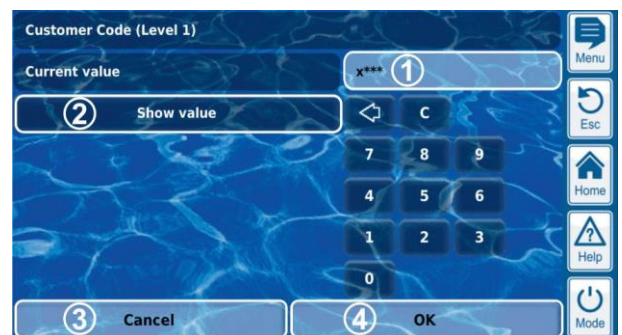 Customer Code (Level 1)
Current value
x*** 1
2 Show value
C
7 8 9
4 5 6
1 2 3
0
3 Cancel
4 OK
Menu
Esc
Home
? Help
Mode